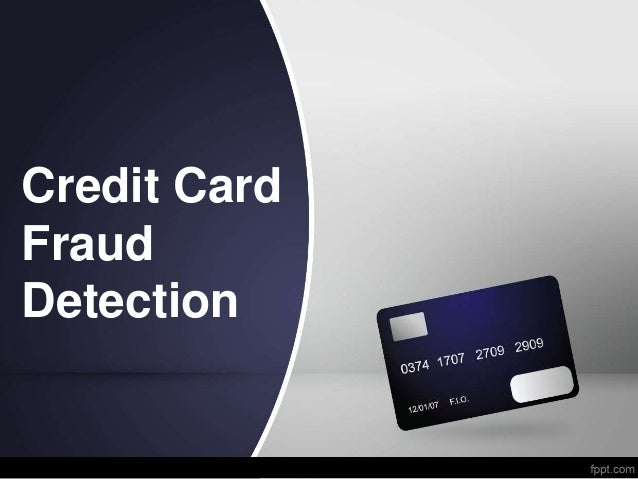 Credit Card
Fraud
Detection
0374 1707 2709 2909
12/01/07 F.I.O.
fppt.com